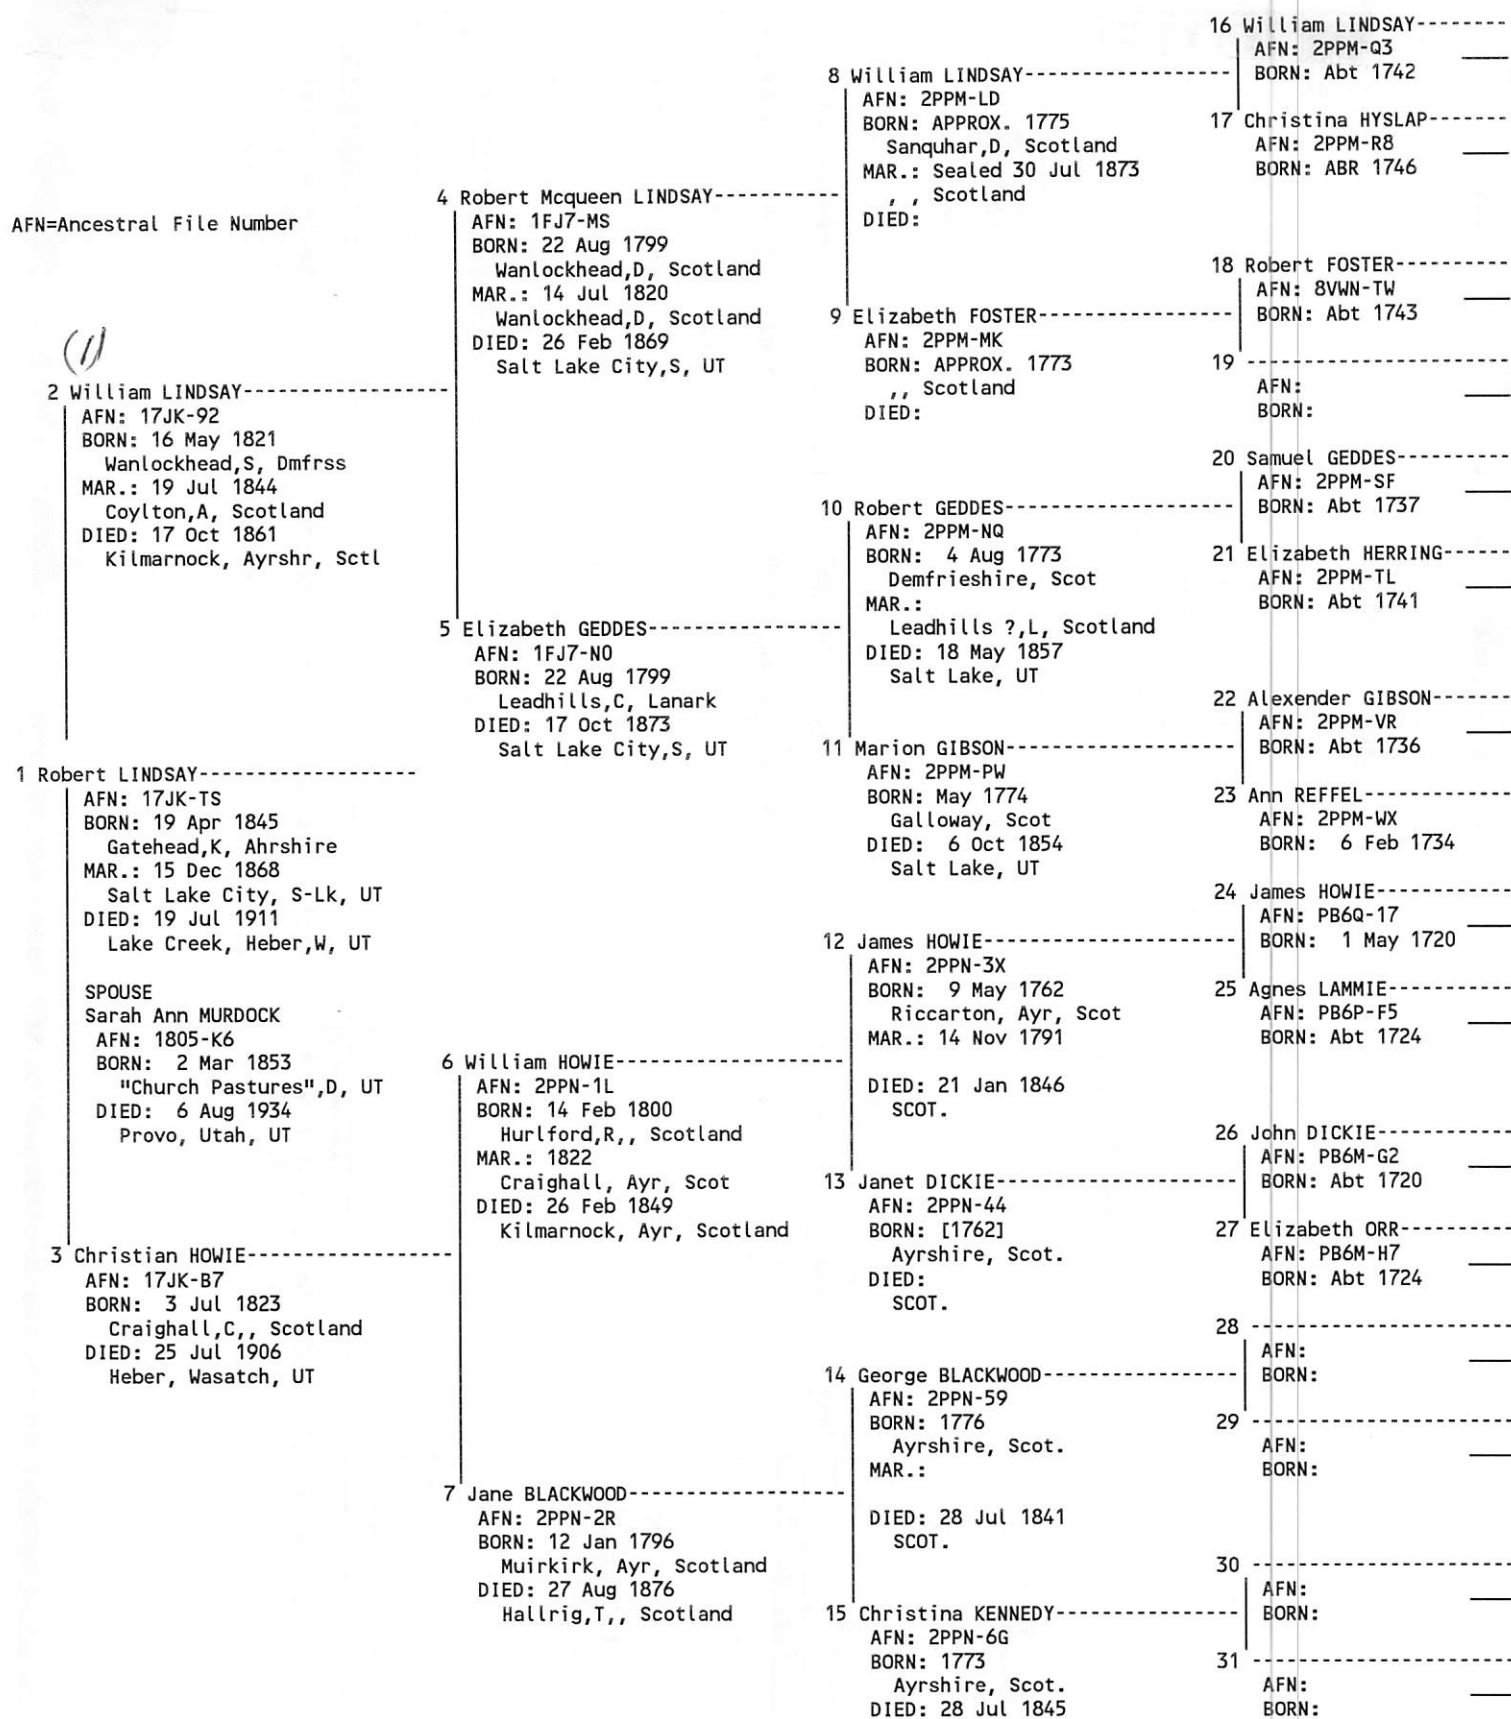 AFN=Ancestral File Number
(1)
2 William LINDSAY
AFN: 17JK-92
BORN: 16 May 1821
Wanlockhead,S, Dmfrss
MAR.: 19 Jul 1844
Coylton,A, Scotland
DIED: 17 Oct 1861
Kilmarnock, Ayrshr, Sctl
1 Robert LINDSAY
AFN: 17JK-TS
BORN: 19 Apr 1845
Gatehead,K, Ahrshire
MAR.: 15 Dec 1868
Salt Lake City, S-Lk, UT
DIED: 19 Jul 1911
Lake Creek, Heber,W, UT
SPOUSE
Sarah Ann MURDOCK
AFN: 1805-K6
BORN: 2 Mar 1853
"Church Pastures",D, UT
DIED: 6 Aug 1934
Provo, Utah, UT
3 Christian HOWIE
AFN: 17JK-B7
BORN: 3 Jul 1823
Craighall,C,, Scotland
DIED: 25 Jul 1906
Heber, Wasatch, UT
4 Robert Mcqueen LINDSAY
AFN: 1FJ7-MS
BORN: 22 Aug 1799
Wanlockhead,D, Scotland
MAR.: 14 Jul 1820
Wanlockhead,D, Scotland
DIED: 26 Feb 1869
Salt Lake City,S, UT
5 Elizabeth GEDDES
AFN: 1FJ7-N0
BORN: 22 Aug 1799
Leadhills,C, Lanark
DIED: 17 Oct 1873
Salt Lake City,S, UT
6 William HOWIE
AFN: 2PPN-1L
BORN: 14 Feb 1800
Hurlford,R,, Scotland
MAR.: 1822
Craighall, Ayr, Scot
DIED: 26 Feb 1849
Kilmarnock, Ayr, Scotland
7 Jane BLACKWOOD
AFN: 2PPN-2R
BORN: 12 Jan 1796
Muirkirk, Ayr, Scotland
DIED: 27 Aug 1876
Hallrig,T,, Scotland
8 William LINDSAY
AFN: 2PPM-LD
BORN: APPROX. 1775
Sanquhar,D, Scotland
MAR.: Sealed 30 Jul 1873
, , Scotland
DIED:
9 Elizabeth FOSTER
AFN: 2PPM-MK
BORN: APPROX. 1773
,, Scotland
DIED:
10 Robert GEDDES
AFN: 2PPM-NQ
BORN: 4 Aug 1773
Demfrieshire, Scot
MAR.:
Leadhills ?,L, Scotland
DIED: 18 May 1857
Salt Lake, UT
11 Marion GIBSON
AFN: 2PPM-PW
BORN: May 1774
Galloway, Scot
DIED: 6 Oct 1854
Salt Lake, UT
12 James HOWIE
AFN: 2PPN-3X
BORN: 9 May 1762
Riccarton, Ayr, Scot
MAR.: 14 Nov 1791
DIED: 21 Jan 1846
SCOT.
13 Janet DICKIE
AFN: 2PPN-44
BORN: [1762]
Ayrshire, Scot.
DIED:
SCOT.
14 George BLACKWOOD
AFN: 2PPN-59
BORN: 1776
Ayrshire, Scot.
MAR.:
DIED: 28 Jul 1841
SCOT.
15 Christina KENNEDY
AFN: 2PPN-6G
BORN: 1773
Ayrshire, Scot.
DIED: 28 Jul 1845
16 William LINDSAY
AFN: 2PPM-Q3
BORN: Abt 1742
17 Christina HYSLAP
AFN: 2PPM-R8
BORN: ABR 1746
18 Robert FOSTER
AFN: 8VWN-TW
BORN: Abt 1743
19
AFN:
BORN:
20 Samuel GEDDES
AFN: 2PPM-SF
BORN: Abt 1737
21 Elizabeth HERRING
AFN: 2PPM-TL
BORN: Abt 1741
22 Alexender GIBSON
AFN: 2PPM-VR
BORN: Abt 1736
23 Ann REFFEL
AFN: 2PPM-WX
BORN: 6 Feb 1734
24 James HOWIE
AFN: PB6Q-17
BORN: 1 May 1720
25 Agnes LAMMIE
AFN: PB6P-F5
BORN: Abt 1724
26 John DICKIE
AFN: PB6M-G2
BORN: Abt 1720
27 Elizabeth ORR
AFN: PB6M-H7
BORN: Abt 1724
28
AFN:
BORN:
29
AFN:
BORN:
30
AFN:
BORN:
31
AFN:
BORN: